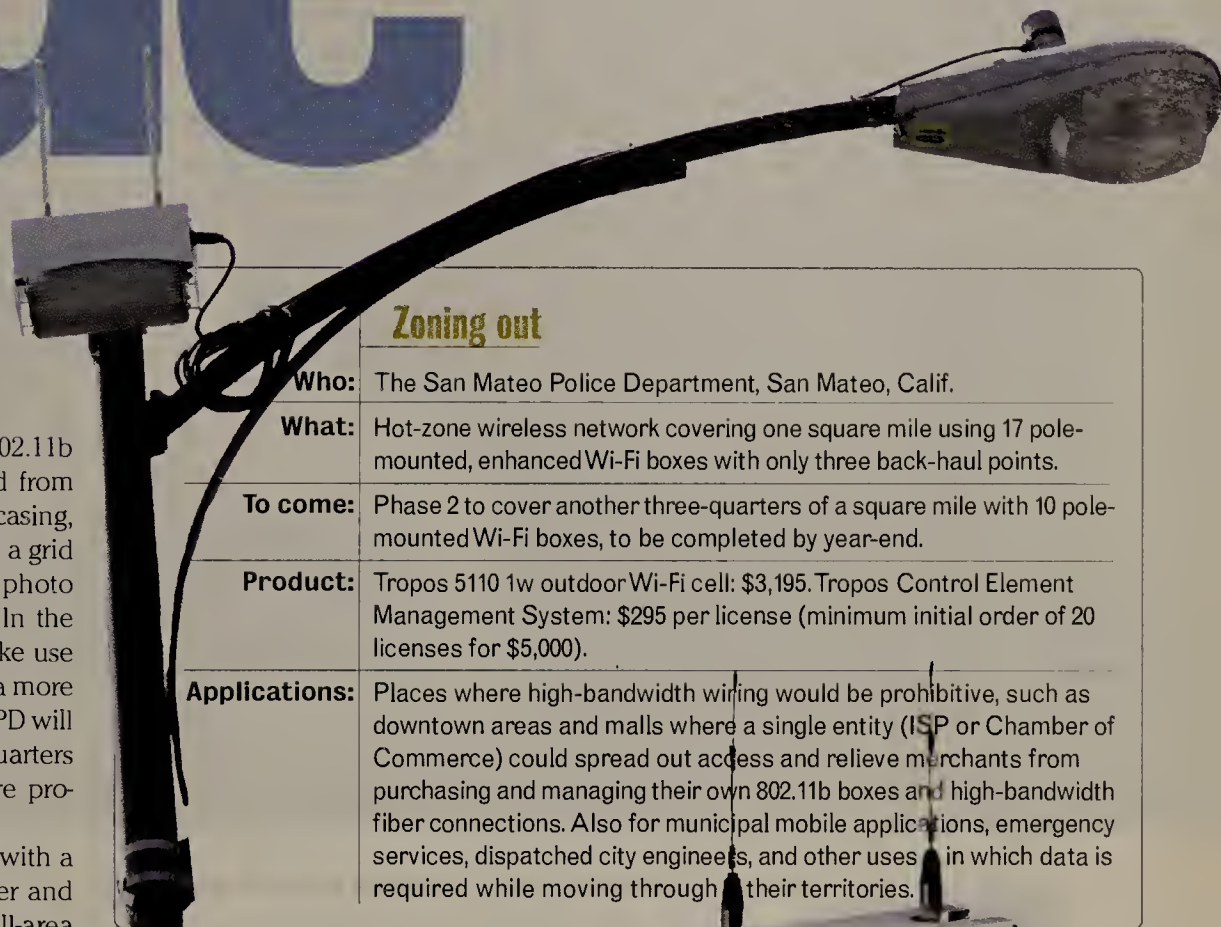 02.11b
d from
casing,
a grid
photo
In the
ke use
a more
PD will
uarters
re pro-
with a
er and
ll-area
Zoning out
Who: The San Mateo Police Department, San Mateo, Calif.
What: Hot-zone wireless network covering one square mile using 17 pole-
mounted, enhanced Wi-Fi boxes with only three back-haul points.
To come: Phase 2 to cover another three-quarters of a square mile with 10 pole-
mounted Wi-Fi boxes, to be completed by year-end.
Product: Tropos 5110 1w outdoor Wi-Fi cell: $3,195. Tropos Control Element
Management System: $295 per license (minimum initial order of 20
licenses for $5,000).
Applications: Places where high-bandwidth wiring would be prohibitive, such as
downtown areas and malls where a single entity (ISP or Chamber of
Commerce) could spread out access and relieve merchants from
purchasing and managing their own 802.11b boxes and high-bandwidth
fiber connections. Also for municipal mobile applications, emergency
services, dispatched city engineers, and other uses in which data is
required while moving through their territories.